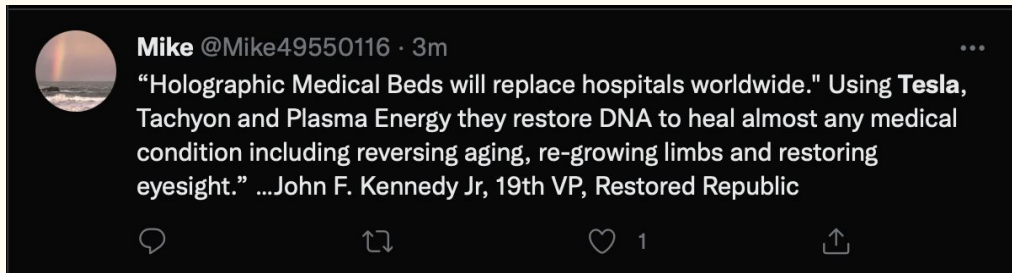 Mike @Mike49550116 · 3m
“Holographic Medical Beds will replace hospitals worldwide." Using Tesla,
Tachyon and Plasma Energy they restore DNA to heal almost any medical
condition including reversing aging, re-growing limbs and restoring
eyesight.” ...John F. Kennedy Jr, 19th VP, Restored Republic
1